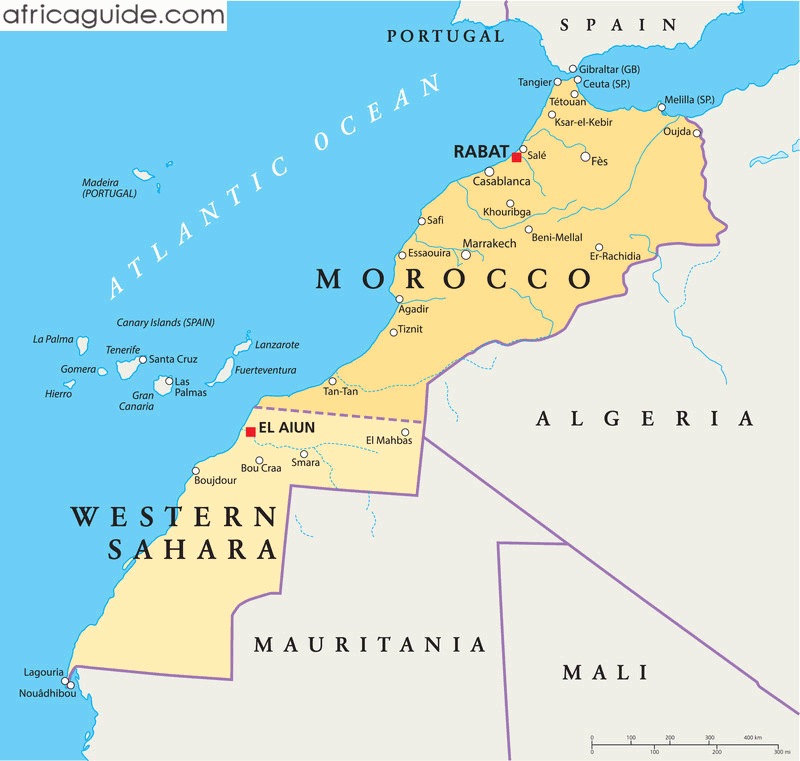 africaguide.com
PORTUGAL
SPAIN
Gibraltar (GB)
Tangier
Ceuta (SP.)
Tétouan
Melilla (SP.)
Ksar-el-Kebir
Oujda
ATLANTIC OCEAN
RABAT
Salé
Fès
Casablanca
Madeira
(PORTUGAL)
Khouribga
Safi
Beni-Mellal
Marrakech
Essaouira
Er-Rachidia
MOROCCO
Agadir
Canary Islands (SPAIN)
Tiznit
La Palma
Lanzarote
Tenerife
Santa Cruz
Gomera
Fuerteventura
Las
Palmas
Hierro
Gran
Canaria
Tan-Tan
ALGERIA
EL AIUN
El Mahbas
Smara
Bou Craa
Boujdour
WESTERN
SAHARA
MAURITANIA
MALI
Lagouria
Nouâdhibou
0 100 200 300 400 km
0 100 200 300 mi